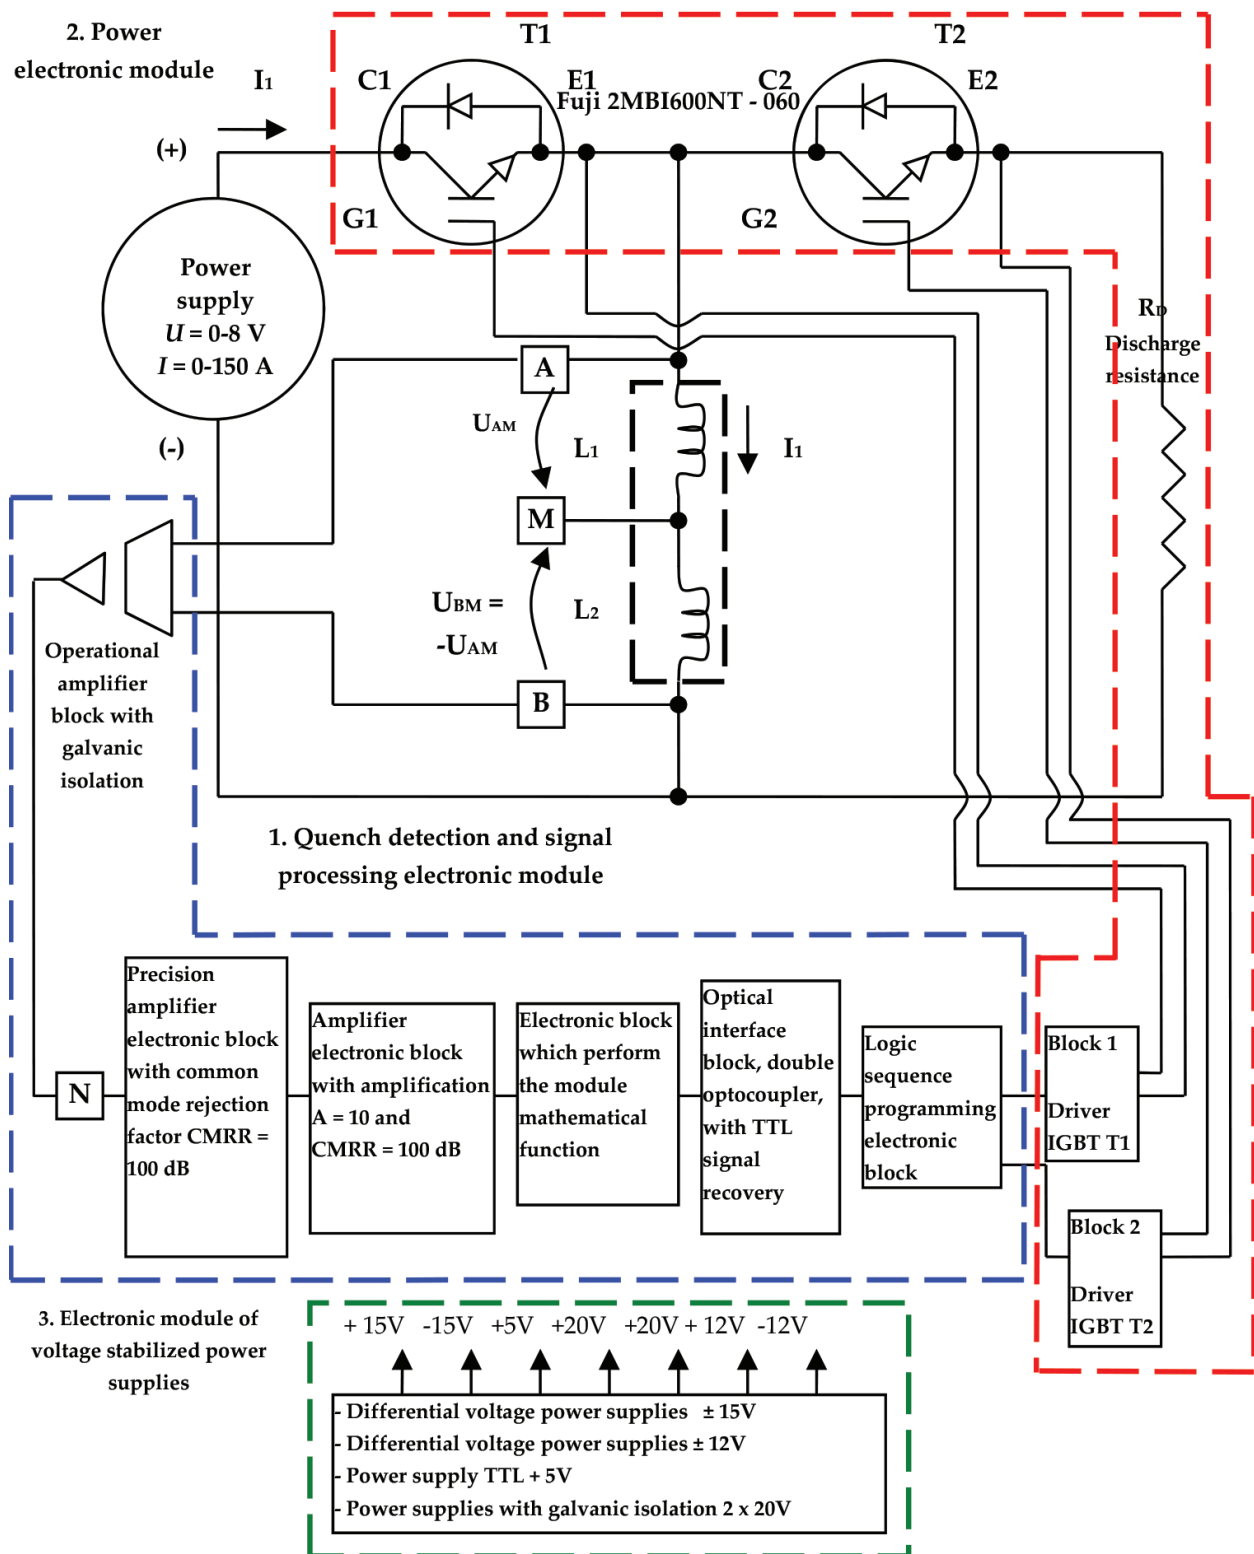 2. Power
electronic module
I1
(+)
T1
T2
C1
E1
C2
E2
Fuji 2MBI600NT - 060
G1
G2
Power
supply
U = 0-8 V
I = 0-150 A
(-)
RD
Discharge
resistance
A
UAM
L1
I1
M
UBM =
-UAM
L2
B
Operational
amplifier
block with
galvanic
isolation
1. Quench detection and signal
processing electronic module
N
Precision
amplifier
electronic block
with common
mode rejection
factor CMRR =
100 dB
Amplifier
electronic block
with amplification
A = 10 and
CMRR = 100 dB
Electronic block
which perform
the module
mathematical
function
Optical
interface
block, double
optocoupler,
with TTL
signal
recovery
Logic
sequence
programming
electronic
block
Block 1
Driver
IGBT T1
Block 2
Driver
IGBT T2
3. Electronic module of
voltage stabilized power
supplies
+ 15V -15V +5V +20V +20V + 12V -12V
- Differential voltage power supplies ± 15V
- Differential voltage power supplies ± 12V
- Power supply TTL + 5V
- Power supplies with galvanic isolation 2 x 20V